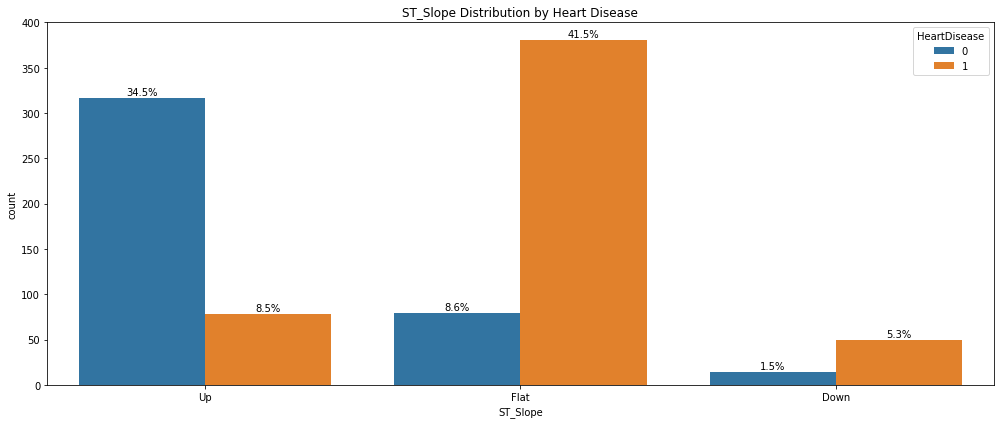 ST_Slope Distribution by Heart Disease
400
350
300
250
200
150
100
50
0
count
34.5%
8.5%
8.6%
41.5%
1.5%
5.3%
HeartDisease
0
1
Up
Flat
Down
ST_Slope